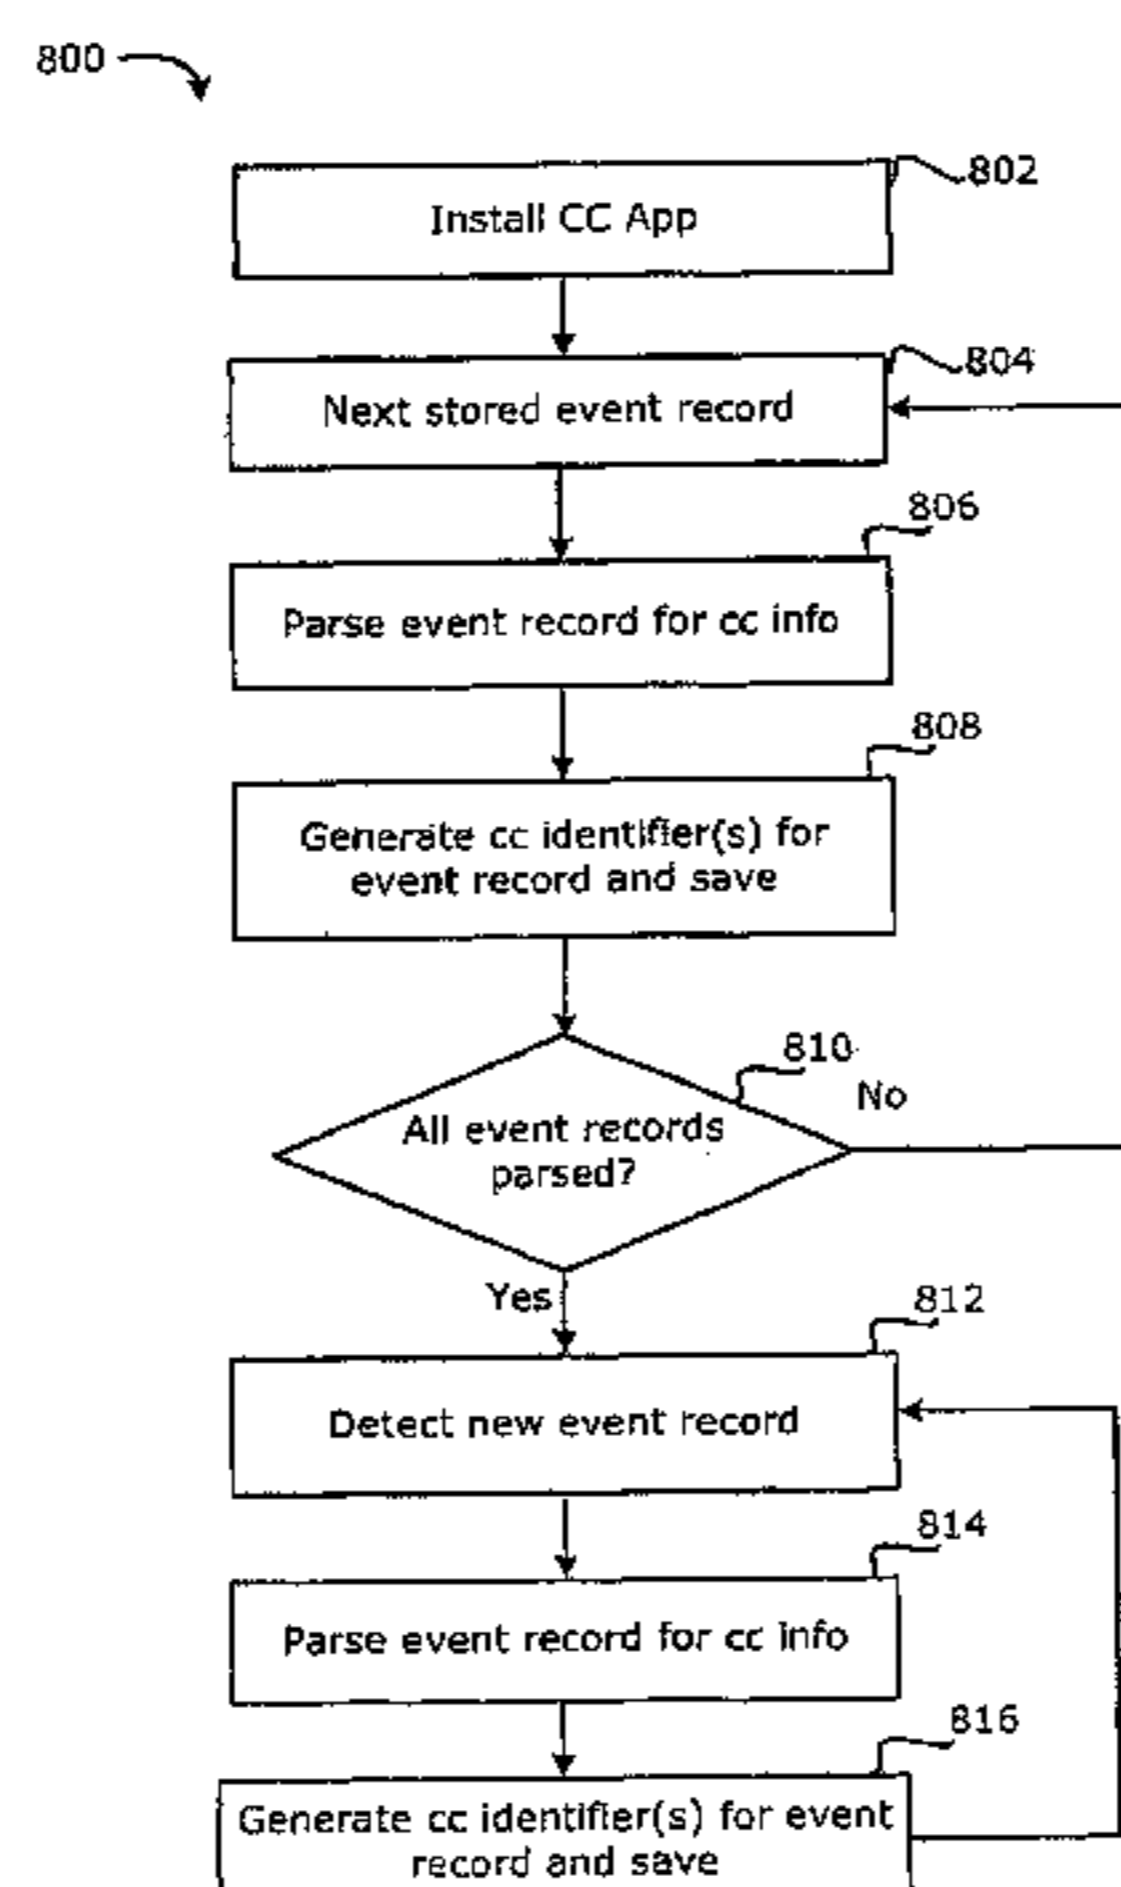 800
802
Install CC App
804
Next stored event record
806
Parse event record for cc info
808
Generate cc identifier(s) for
event record and save
810
No
All event records
parsed?
Yes
812
Detect new event record
814
Parse event record for cc info
816
Generate cc identifier(s) for event
record and save